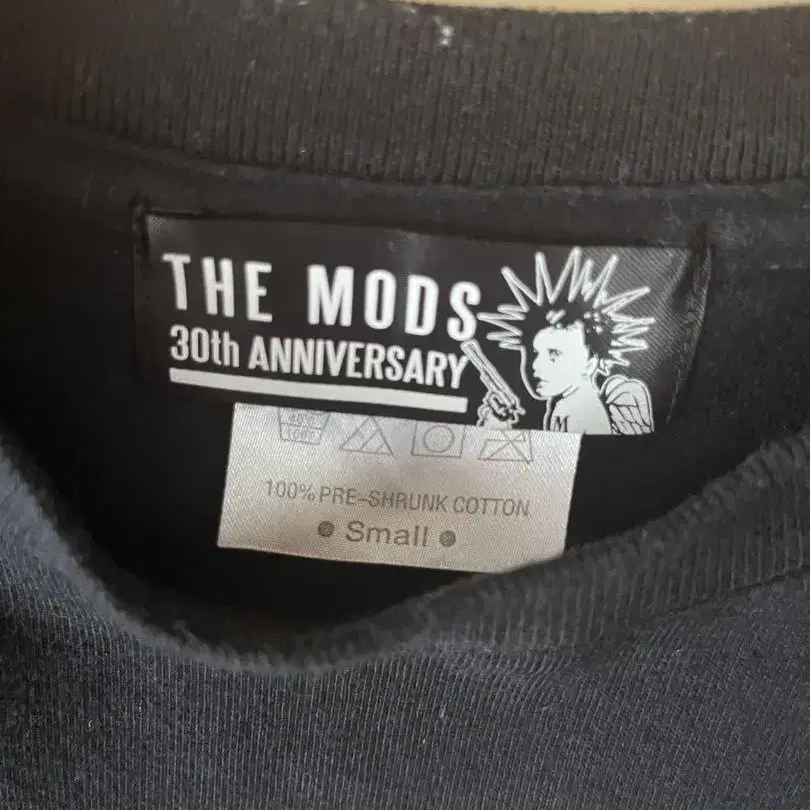 THE MODS
30th ANNIVERSARY
M
100% PRE-SHRUNK COTTON
• Small •